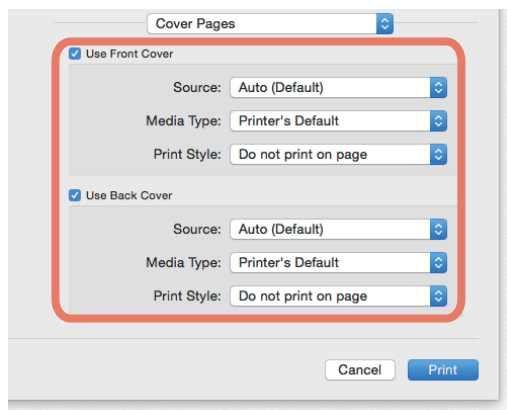 Cover Pages
Use Front Cover
Source: Auto (Default)
Media Type: Printer's Default
Print Style: Do not print on page
Use Back Cover
Source: Auto (Default)
Media Type: Printer's Default
Print Style: Do not print on page
Cancel Print